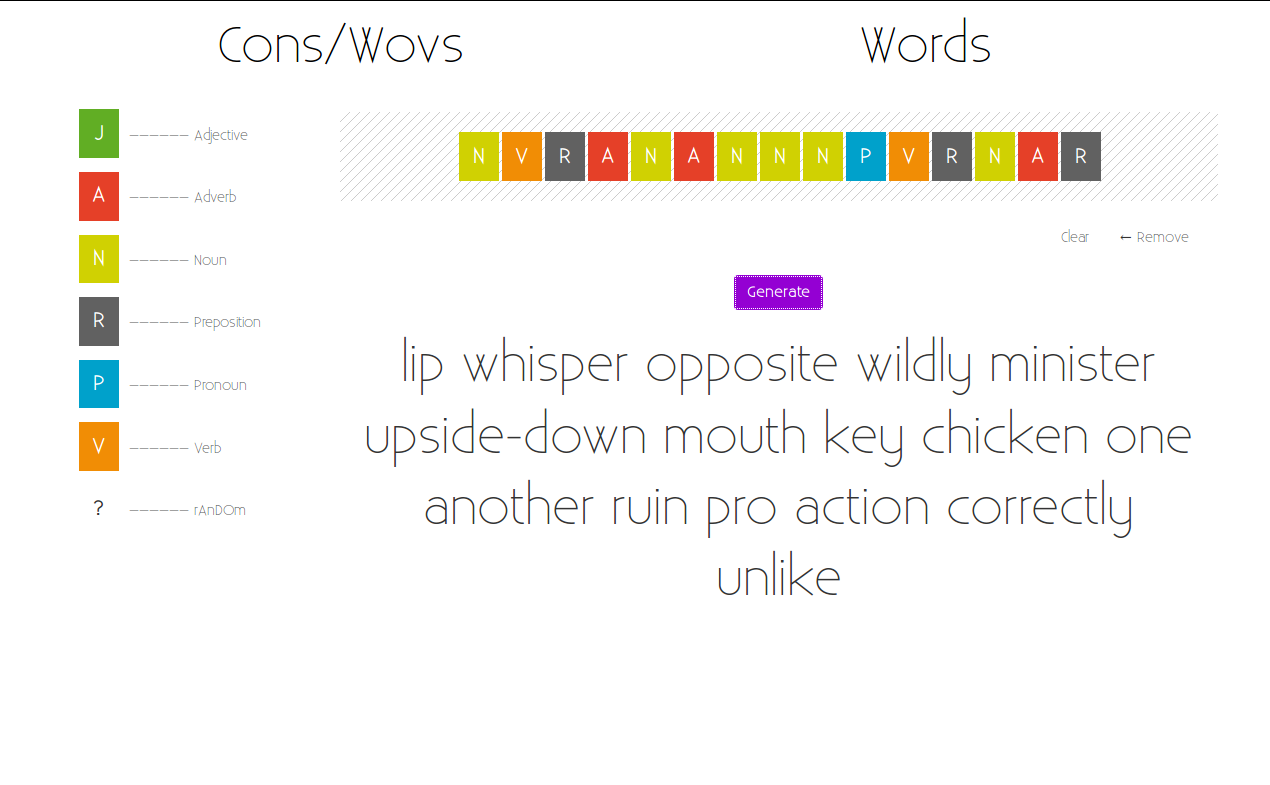 Cons/Wovs Words
J ------ Adjective
A ------ Adverb
N ------ Noun
R ------ Preposition
P ------ Pronoun
V ------ Verb
? ------ rAnDOm
N V R A N A N N N P V R N A R
Clear ← Remove
Generate
lip whisper opposite wildly minister
upside-down mouth key chicken one
another ruin pro action correctly
unlike